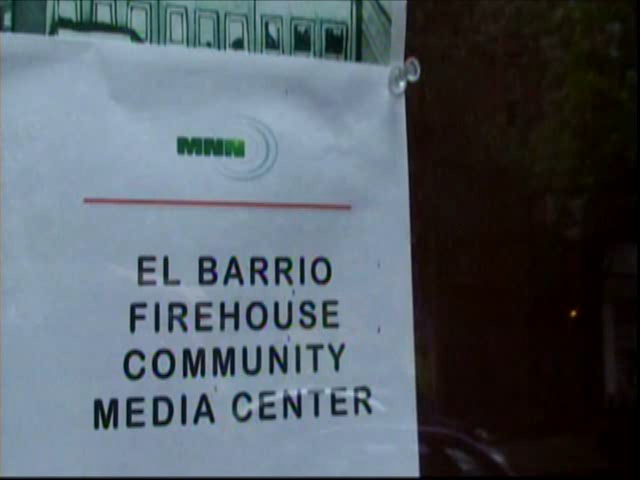 MNN
EL BARRIO
FIREHOUSE
COMMUNITY
MEDIA CENTER